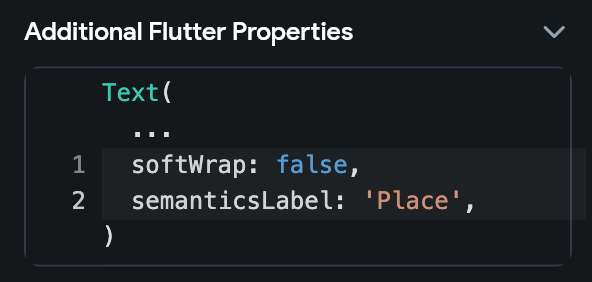 Additional Flutter Properties
Text(
...
1 softWrap: false,
2 semanticsLabel: 'Place',
)